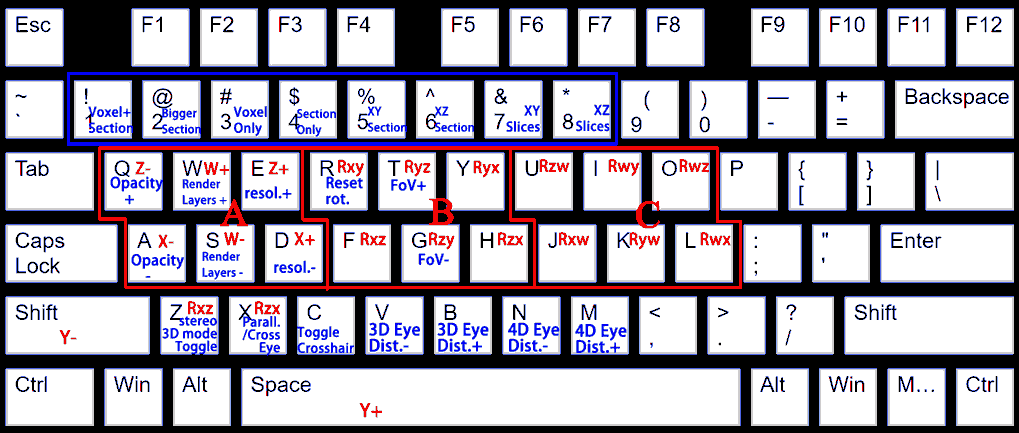 Esc F1 F2 F3 F4 F5 F6 F7 F8 F9 F10 F11 F12
~ ! @ # $ % ^ & * ( ) — + Backspace
` 1 Voxel+ Section 2 Bigger Section 3 Voxel Only 4 Section Only 5 XY Section 6 XZ Section 7 XY Slices 8 XZ Slices 9 0 - =
Tab Q Z- W W+ E Z+ R Rxy T Ryz Y Ryx U Rzw I Rwy O Rwz P { } |
Opacity + Render Layers + resol.+ Reset rot. FoV+ [ ] \
A B C
Caps Lock A X- S W- D X+ F Rxz G Rzy H Rzx J Rxw K Ryw L Rwx : " Enter
Opacity - Render Layers - resol.- FoV- ; '
Shift Z Rxz X Rzx C V B N M < > ? Shift
Y- stereo 3D mode Toggle Parall. /Cross Eye Toggle Crosshair 3D Eye Dist.- 3D Eye Dist.+ 4D Eye Dist.- 4D Eye Dist.+ , . /
Ctrl Win Alt Space Alt Win M... Ctrl
Y+